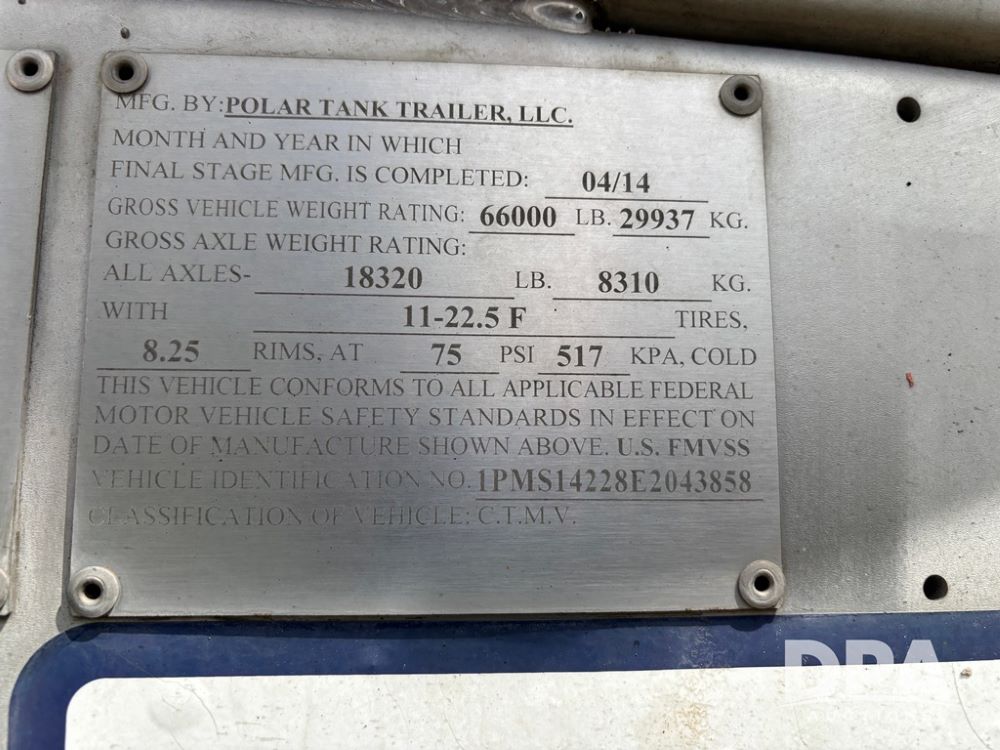 MFG. BY: POLAR TANK TRAILER, LLC.
MONTH AND YEAR IN WHICH
FINAL STAGE MFG. IS COMPLETED: 04/14
GROSS VEHICLE WEIGHT RATING: 66000 LB. 29937 KG.
GROSS AXLE WEIGHT RATING:
ALL AXLES- 18320 LB. 8310 KG.
WITH 11-22.5 F TIRES,
8.25 RIMS, AT 75 PSI 517 KPA, COLD
THIS VEHICLE CONFORMS TO ALL APPLICABLE FEDERAL
MOTOR VEHICLE SAFETY STANDARDS IN EFFECT ON
DATE OF MANUFACTURE SHOWN ABOVE. U.S. FMVSS
VEHICLE IDENTIFICATION NO. 1PMS14228E2043858
CLASSIFICATION OF VEHICLE: C.T.M.V.
DPA